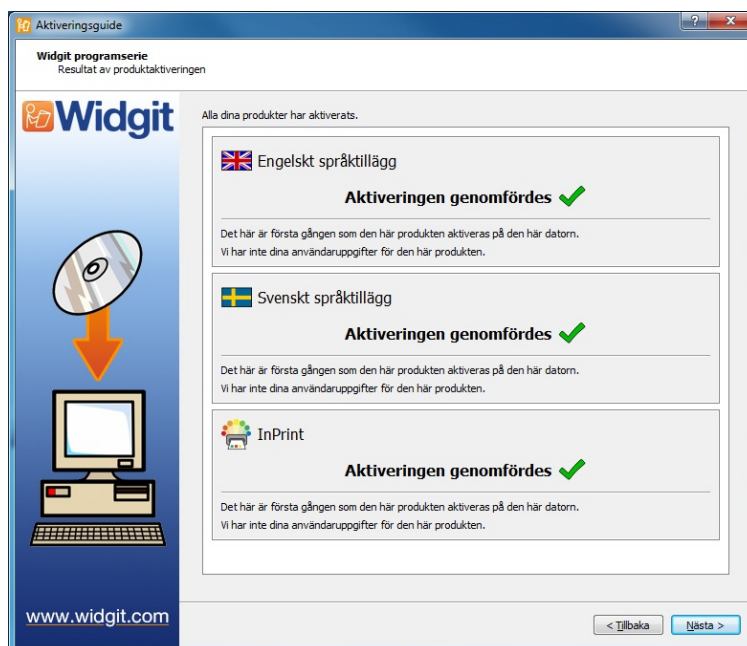 Aktiveringsguide
Widgit programserie
Resultat av produktaktiveringen
Widgit
Alla dina produkter har aktiverats.
Engelskt språktillägg
Aktiveringen genomfördes
Det här är första gången som den här produkten aktiveras på den här datorn.
Vi har inte dina användaruppgifter för den här produkten.
Svenskt språktillägg
Aktiveringen genomfördes
Det här är första gången som den här produkten aktiveras på den här datorn.
Vi har inte dina användaruppgifter för den här produkten.
InPrint
Aktiveringen genomfördes
Det här är första gången som den här produkten aktiveras på den här datorn.
Vi har inte dina användaruppgifter för den här produkten.
www.widgit.com
< Tillbaka
Nästa >